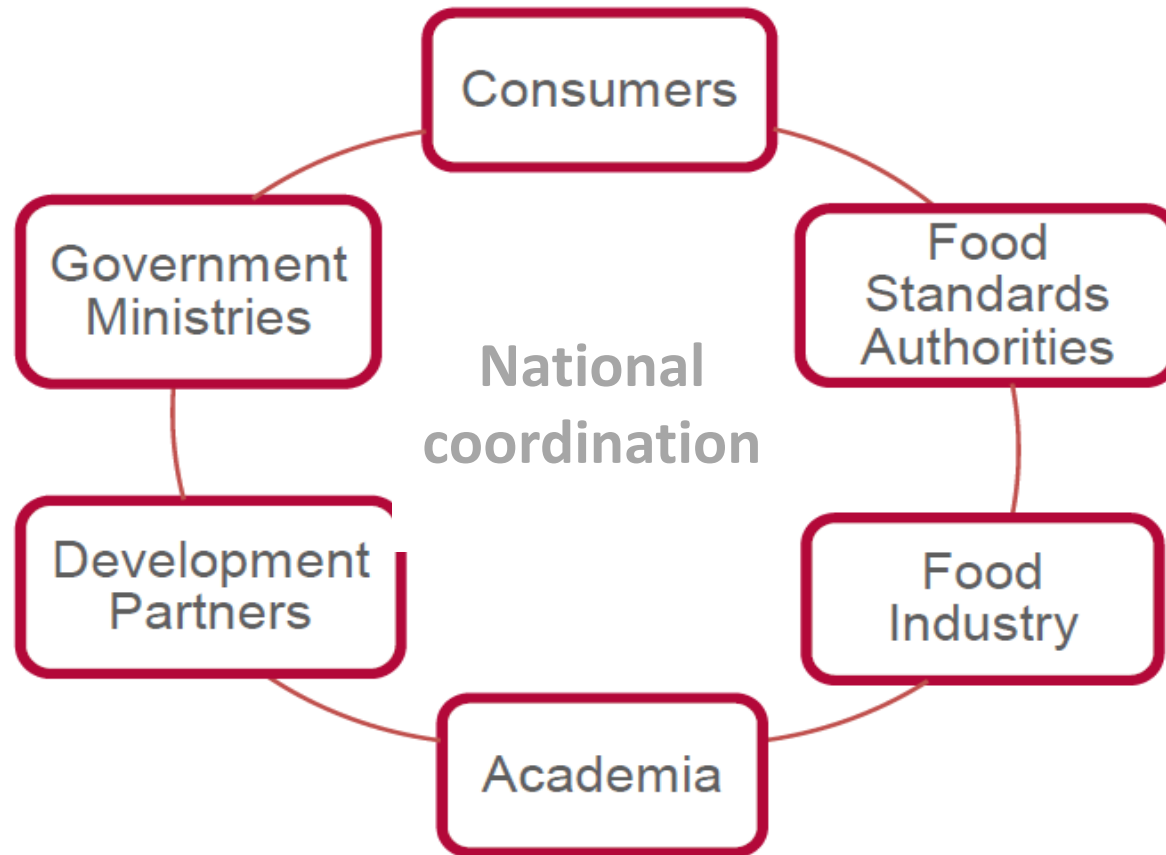 Consumers
Government
Ministries
Food
Standards
Authorities
National
coordination
Development
Partners
Food
Industry
Academia